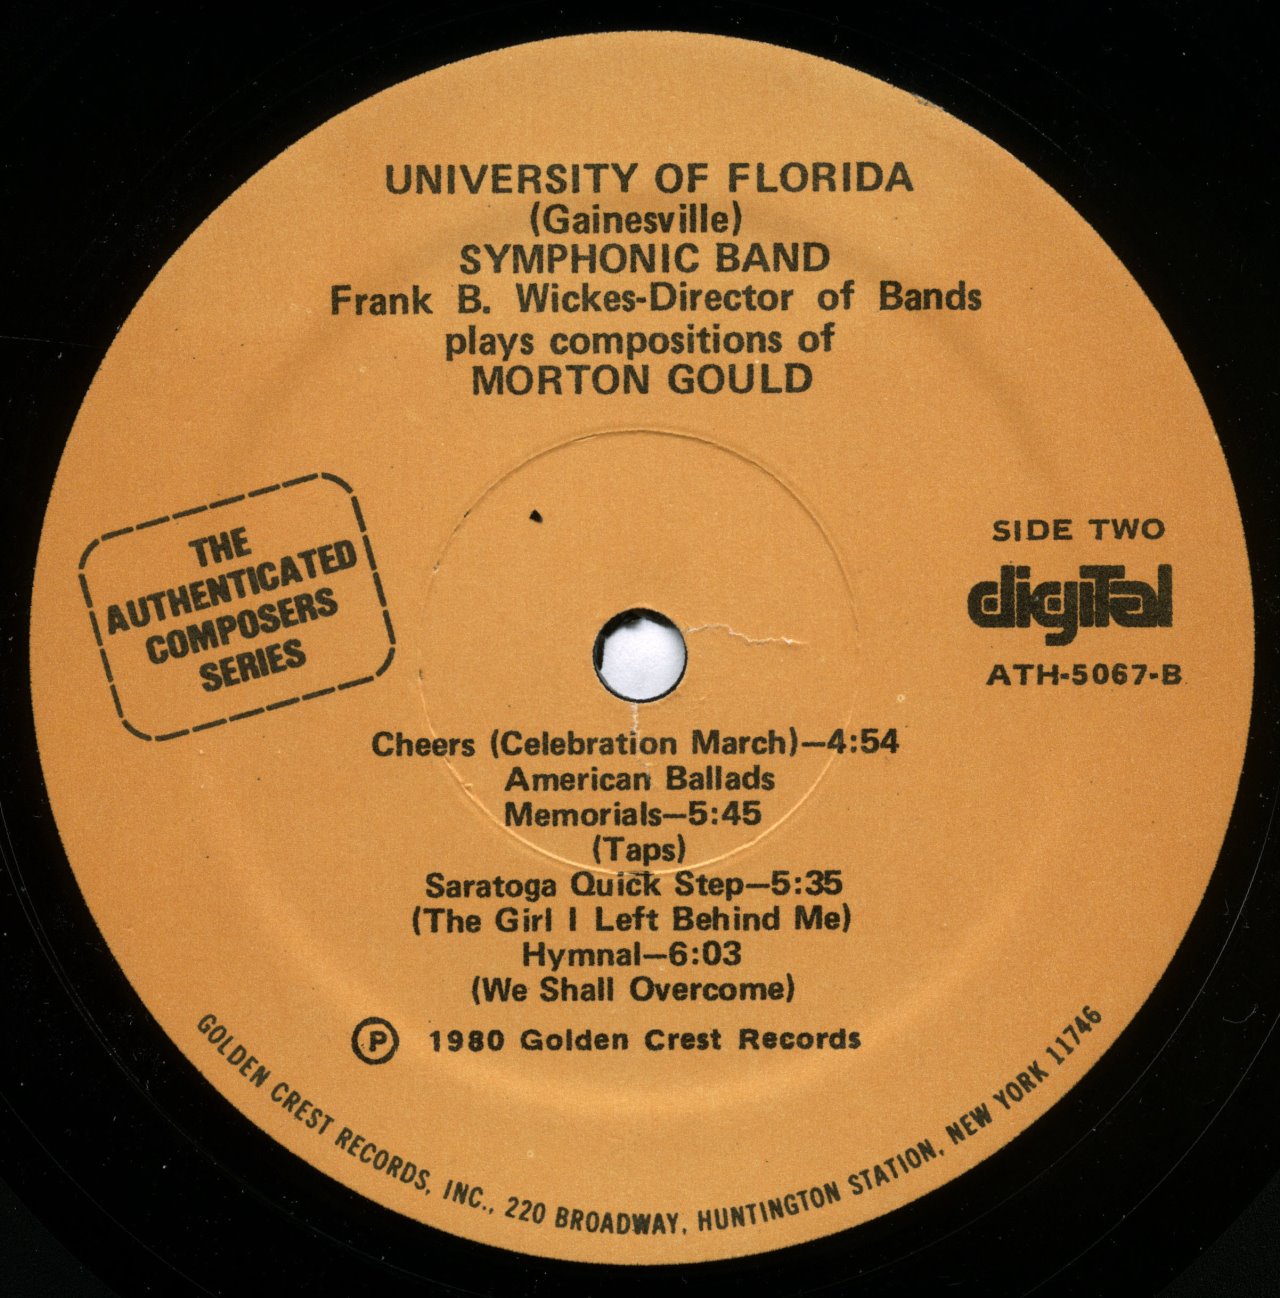 UNIVERSITY OF FLORIDA
(Gainesville)
SYMPHONIC BAND
Frank B. Wickes-Director of Bands
plays compositions of
MORTON GOULD
THE
AUTHENTICATED
COMPOSERS
SERIES
SIDE TWO
digital
ATH-5067-B
Cheers (Celebration March)—4:54
American Ballads
Memorials—5:45
(Taps)
Saratoga Quick Step—5:35
(The Girl I Left Behind Me)
Hymnal—6:03
(We Shall Overcome)
Ⓟ 1980 Golden Crest Records
GOLDEN CREST RECORDS, INC., 220 BROADWAY, HUNTINGTON STATION, NEW YORK 11746